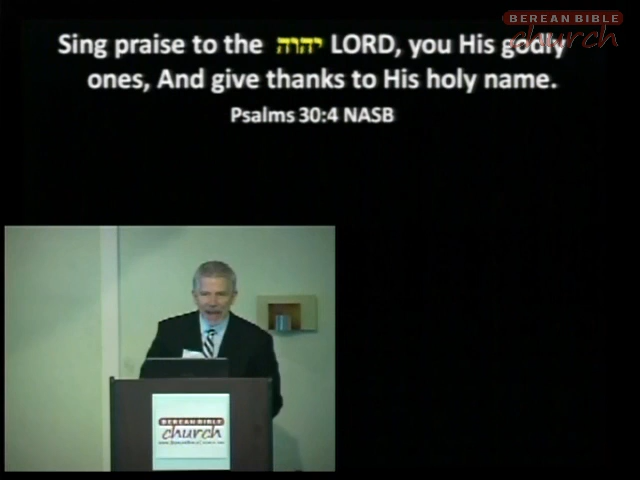 BEREAN BIBLE
church
Sing praise to the יהוה LORD, you His godly
ones, And give thanks to His holy name.
Psalms 30:4 NASB
BEREAN BIBLE
church